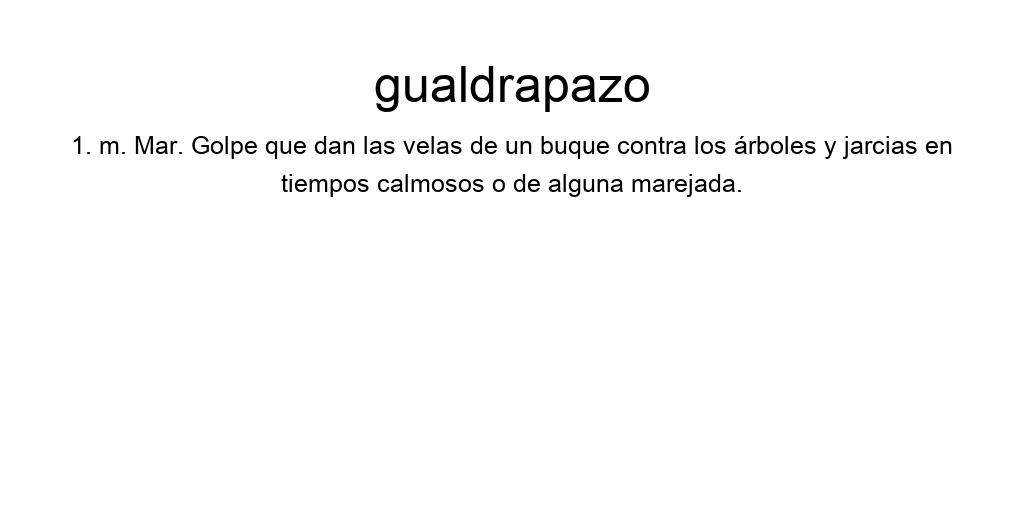 gualdrapazo
1. m. Mar. Golpe que dan las velas de un buque contra los árboles y jarcias en
tiempos calmosos o de alguna marejada.